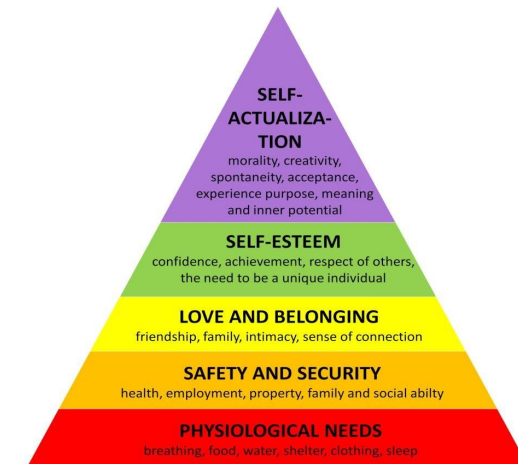 SELF-
ACTUALIZA-
TION
morality, creativity,
spontaneity, acceptance,
experience purpose, meaning
and inner potential
SELF-ESTEEM
confidence, achievement, respect of others,
the need to be a unique individual
LOVE AND BELONGING
friendship, family, intimacy, sense of connection
SAFETY AND SECURITY
health, employment, property, family and social abilty
PHYSIOLOGICAL NEEDS
breathing, food, water, shelter, clothing, sleep